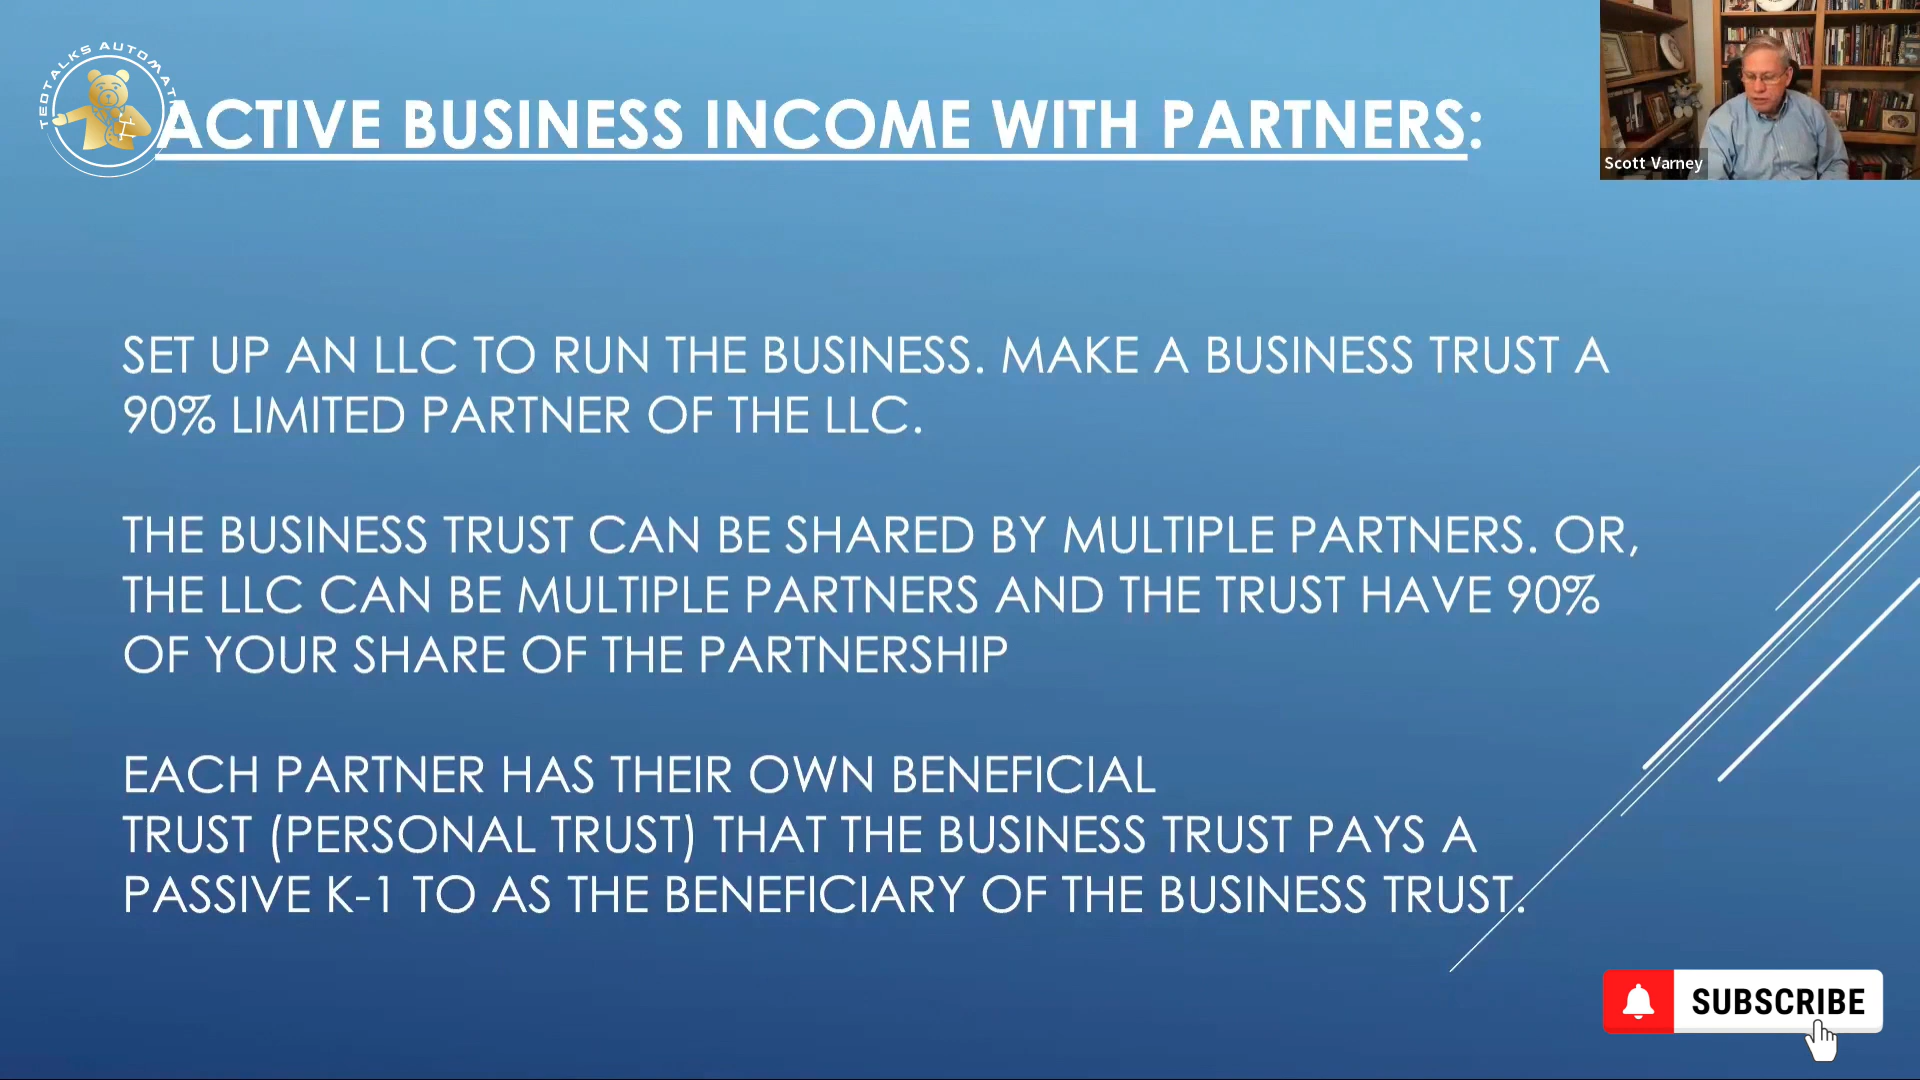 TEDTALKS AUTOMAT
ACTIVE BUSINESS INCOME WITH PARTNERS:
Scott Varney
SET UP AN LLC TO RUN THE BUSINESS. MAKE A BUSINESS TRUST A
90% LIMITED PARTNER OF THE LLC.
THE BUSINESS TRUST CAN BE SHARED BY MULTIPLE PARTNERS. OR,
THE LLC CAN BE MULTIPLE PARTNERS AND THE TRUST HAVE 90%
OF YOUR SHARE OF THE PARTNERSHIP
EACH PARTNER HAS THEIR OWN BENEFICIAL
TRUST (PERSONAL TRUST) THAT THE BUSINESS TRUST PAYS A
PASSIVE K-1 TO AS THE BENEFICIARY OF THE BUSINESS TRUST.
SUBSCRIBE